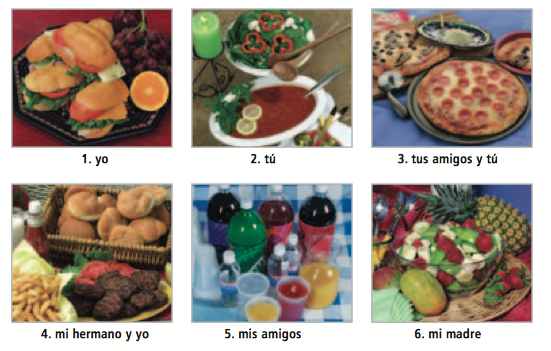 1. yo
2. tú
3. tus amigos y tú
4. mi hermano y yo
5. mis amigos
6. mi madre